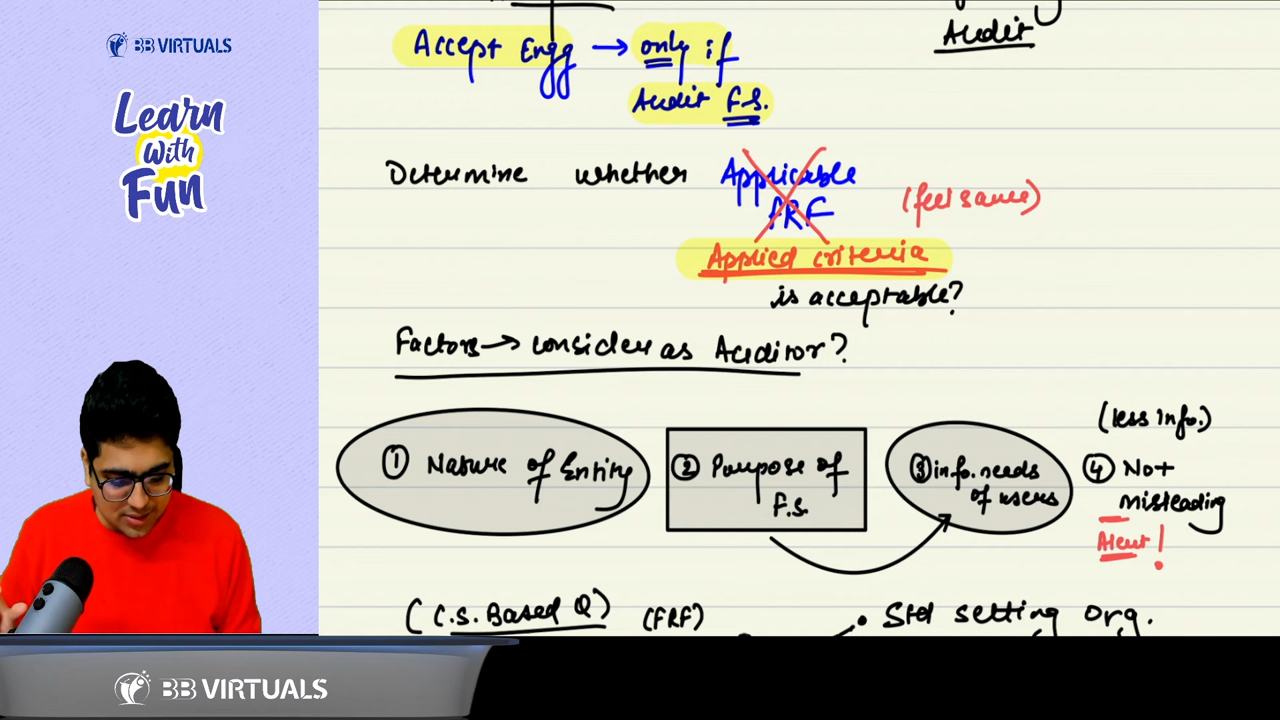 BB VIRTUALS
Learn
With
Fun
Audit
Accept Engg → only if
Audit F.S.
Determine whether Applicable
FRF
(feel same)
Applied criteria
is acceptable?
Factors → consider as Auditor?
① Nature of Entity
② Purpose of
F.S.
③ info. needs
of users
(less info.)
④ Not
misleading
Alert!
(C.S. Based Q) (FRF)
• Std setting org.
BB VIRTUALS